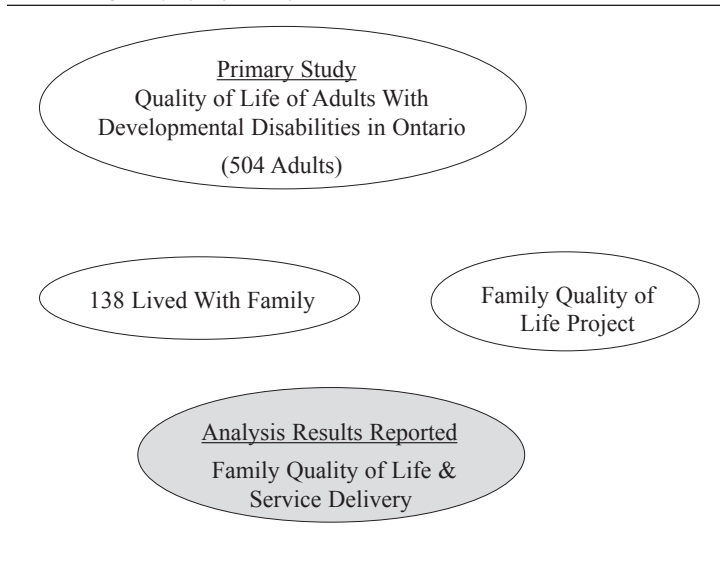 Primary Study
Quality of Life of Adults With
Developmental Disabilities in Ontario
(504 Adults)
138 Lived With Family
Family Quality of
Life Project
Analysis Results Reported
Family Quality of Life &
Service Delivery